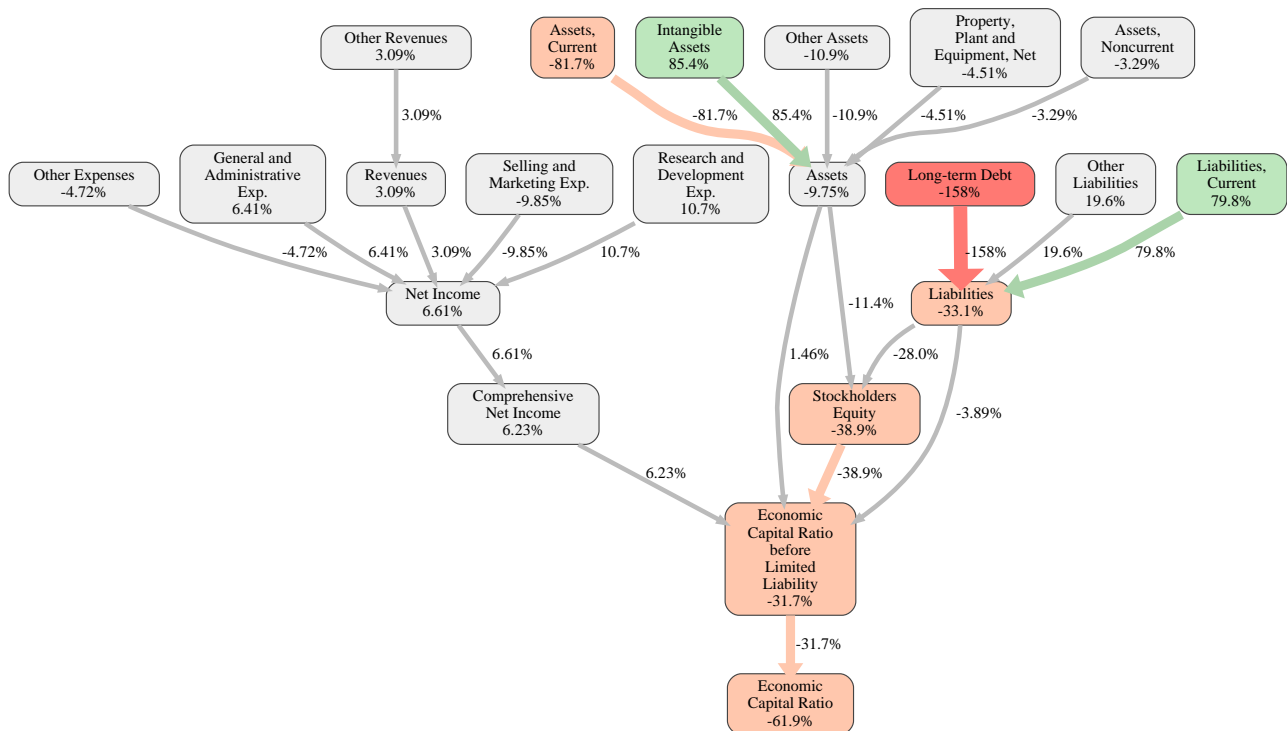 Other Revenues
3.09%
Assets,
Current
-81.7%
Intangible
Assets
85.4%
Other Assets
-10.9%
Property,
Plant and
Equipment, Net
-4.51%
Assets,
Noncurrent
-3.29%
3.09%
-81.7%
85.4%
-10.9%
-4.51%
-3.29%
Other Expenses
-4.72%
General and
Administrative
Exp.
6.41%
Revenues
3.09%
Selling and
Marketing Exp.
-9.85%
Research and
Development
Exp.
10.7%
Assets
-9.75%
Long-term Debt
-158%
Other
Liabilities
19.6%
Liabilities,
Current
79.8%
-4.72%
6.41%
3.09%
-9.85%
10.7%
-158%
19.6%
79.8%
Net Income
6.61%
Liabilities
-33.1%
-11.4%
6.61%
1.46%
-28.0%
Comprehensive
Net Income
6.23%
Stockholders
Equity
-38.9%
-3.89%
6.23%
-38.9%
Economic
Capital Ratio
before
Limited
Liability
-31.7%
-31.7%
Economic
Capital Ratio
-61.9%